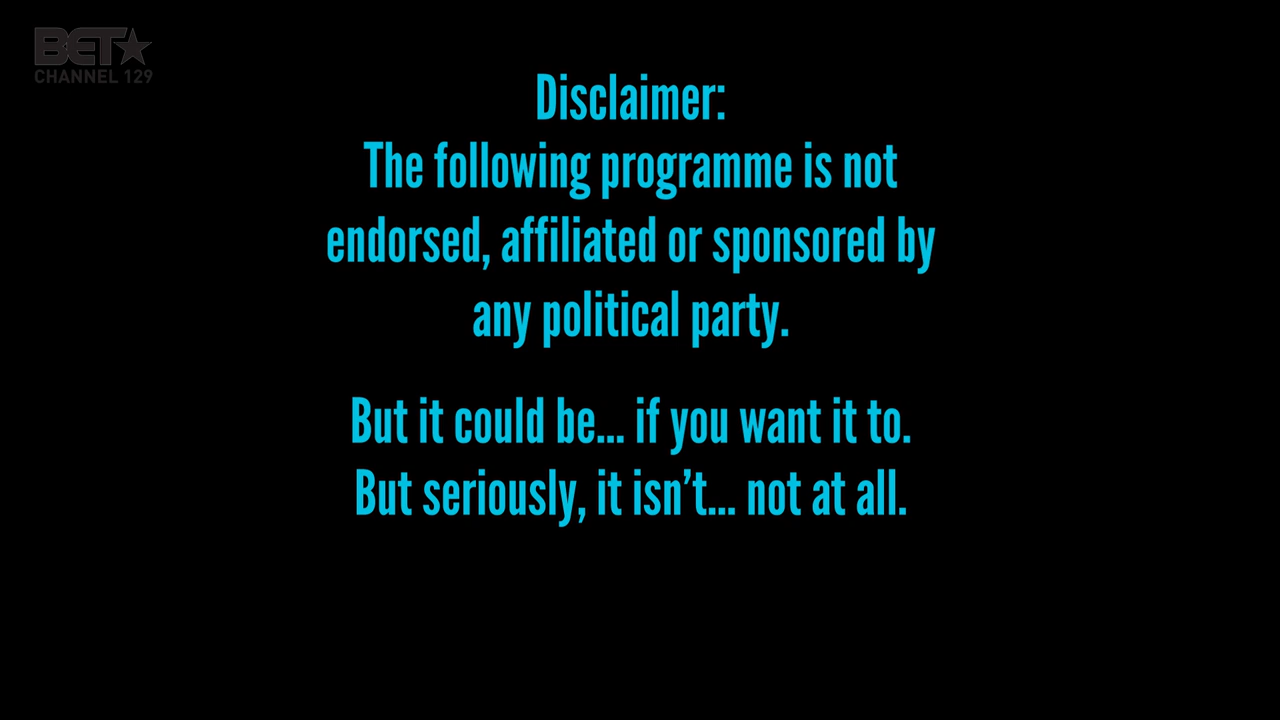 BET★
CHANNEL 129
Disclaimer:
The following programme is not
endorsed, affiliated or sponsored by
any political party.
But it could be... if you want it to.
But seriously, it isn’t... not at all.